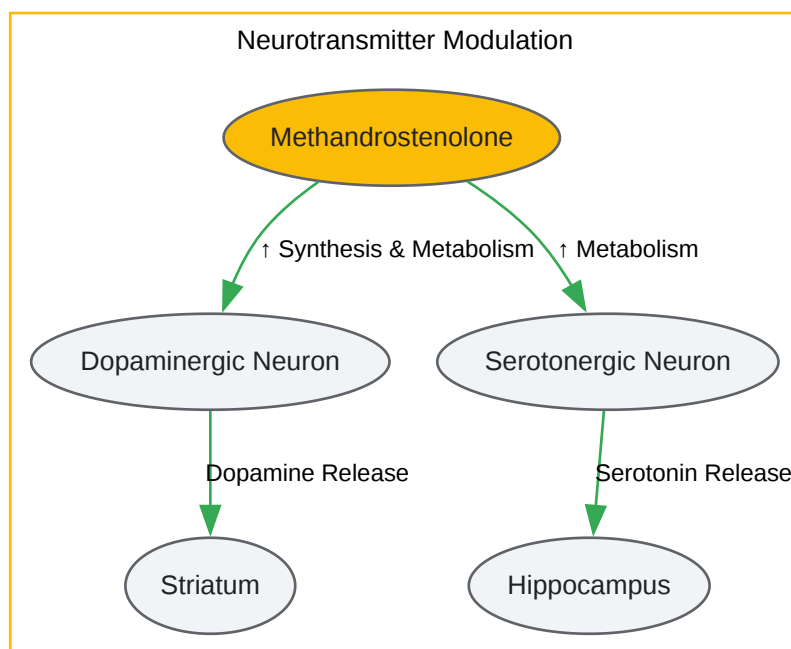 Neurotransmitter Modulation
Methandrostenolone
↑ Synthesis & Metabolism
↑ Metabolism
Dopaminergic Neuron
Serotonergic Neuron
Dopamine Release
Serotonin Release
Striatum
Hippocampus